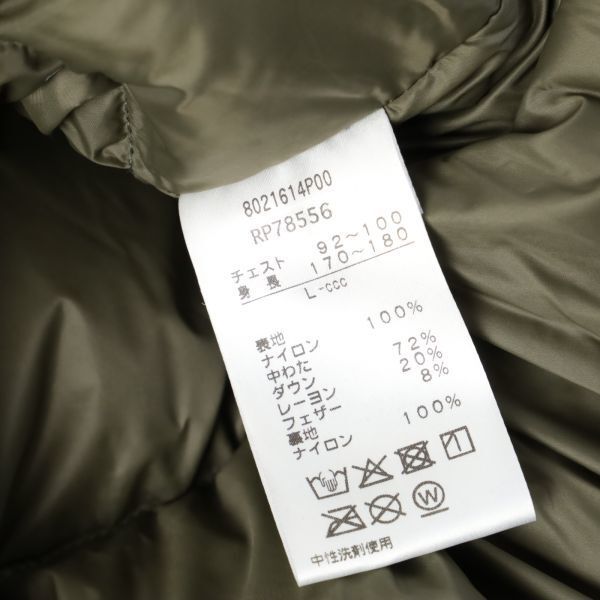 8021614P00
RP78556
チェスト 92～100
身 長 170～180
L-CCC
表地
ナイロン 100%
中わた
ダウン 72%
レーヨン 20%
フェザー 8%
裏地
ナイロン 100%
W
中性洗剤使用